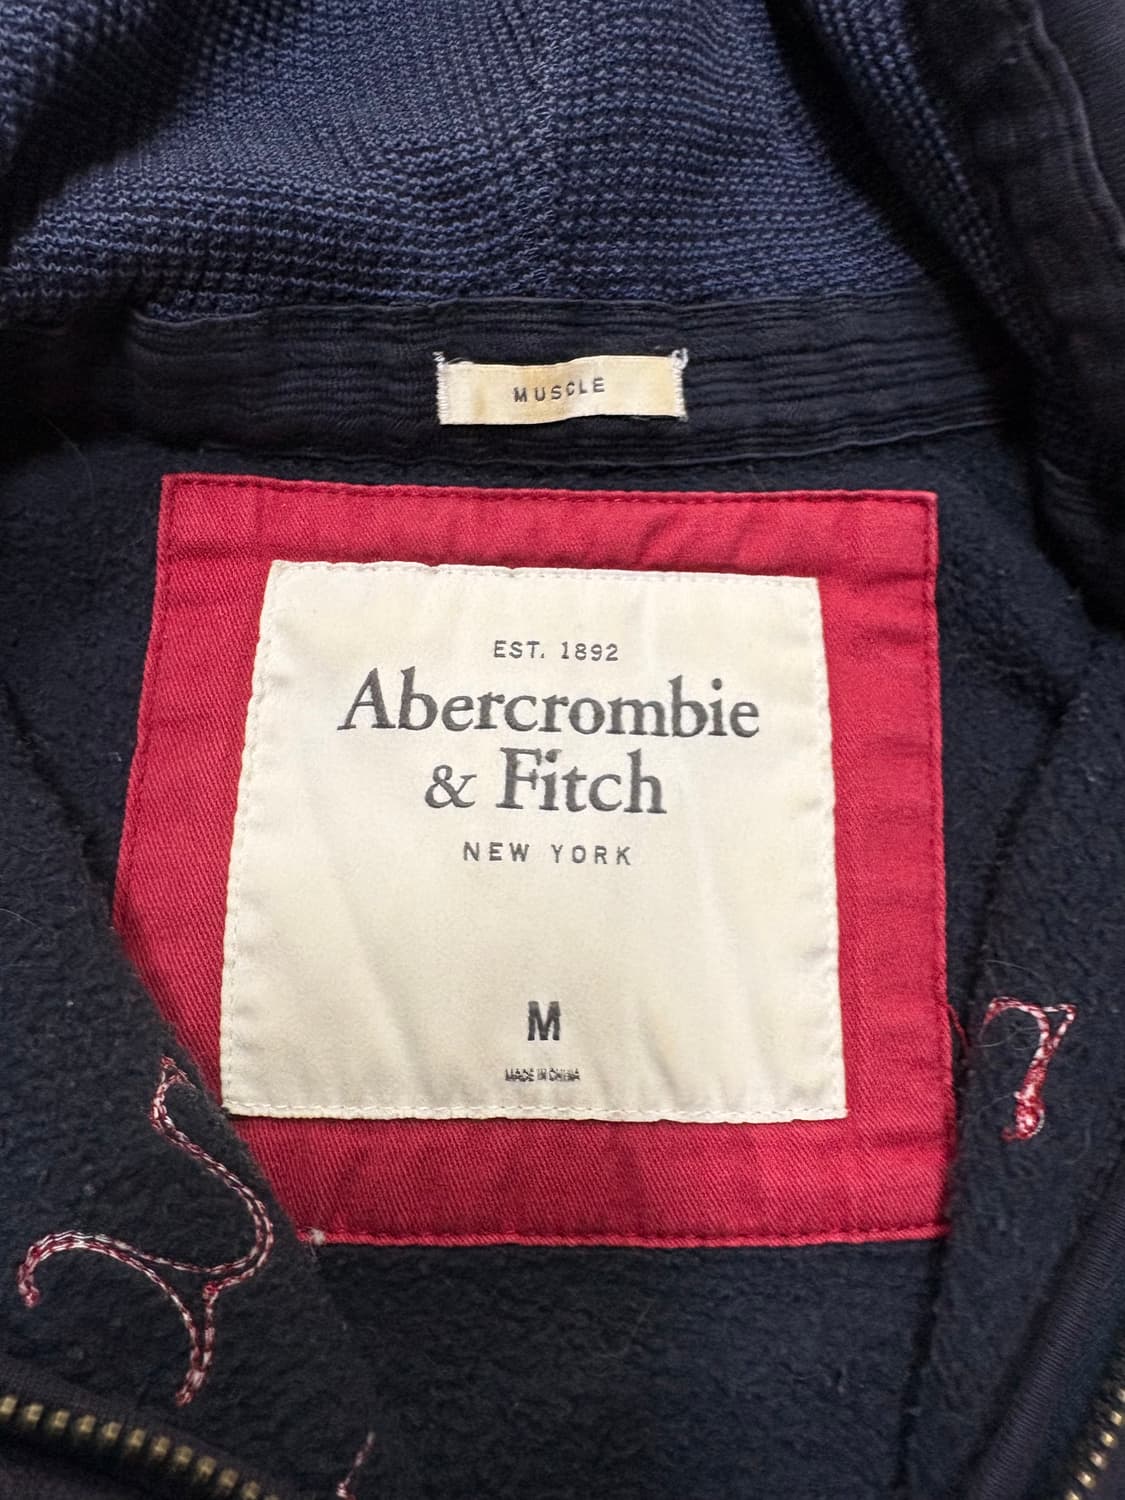 MUSCLE
EST. 1892
Abercrombie
& Fitch
NEW YORK
M
MADE IN CHINA